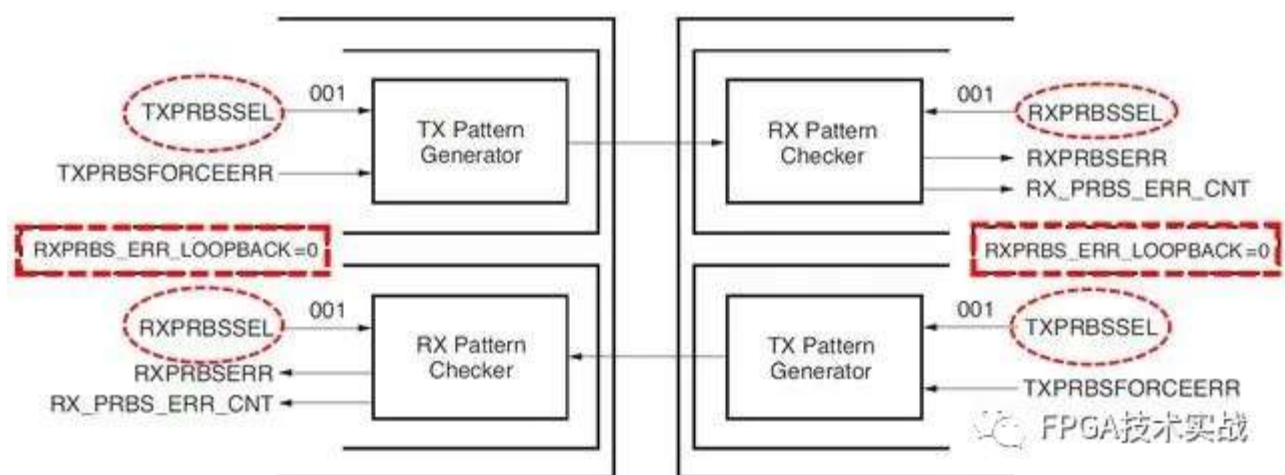 TXPRBSSEL
001
TXPRBSFORCEERR
TX Pattern
Generator
RX Pattern
Checker
001
RXPRBSSEL
RXPRBSERR
RX_PRBS_ERR_CNT
RXPRBS_ERR_LOOPBACK=0
RXPRBS_ERR_LOOPBACK=0
RXPRBSSEL
001
RXPRBSERR
RX_PRBS_ERR_CNT
RX Pattern
Checker
TX Pattern
Generator
001
TXPRBSSEL
TXPRBSFORCEERR
FPGA技术实战